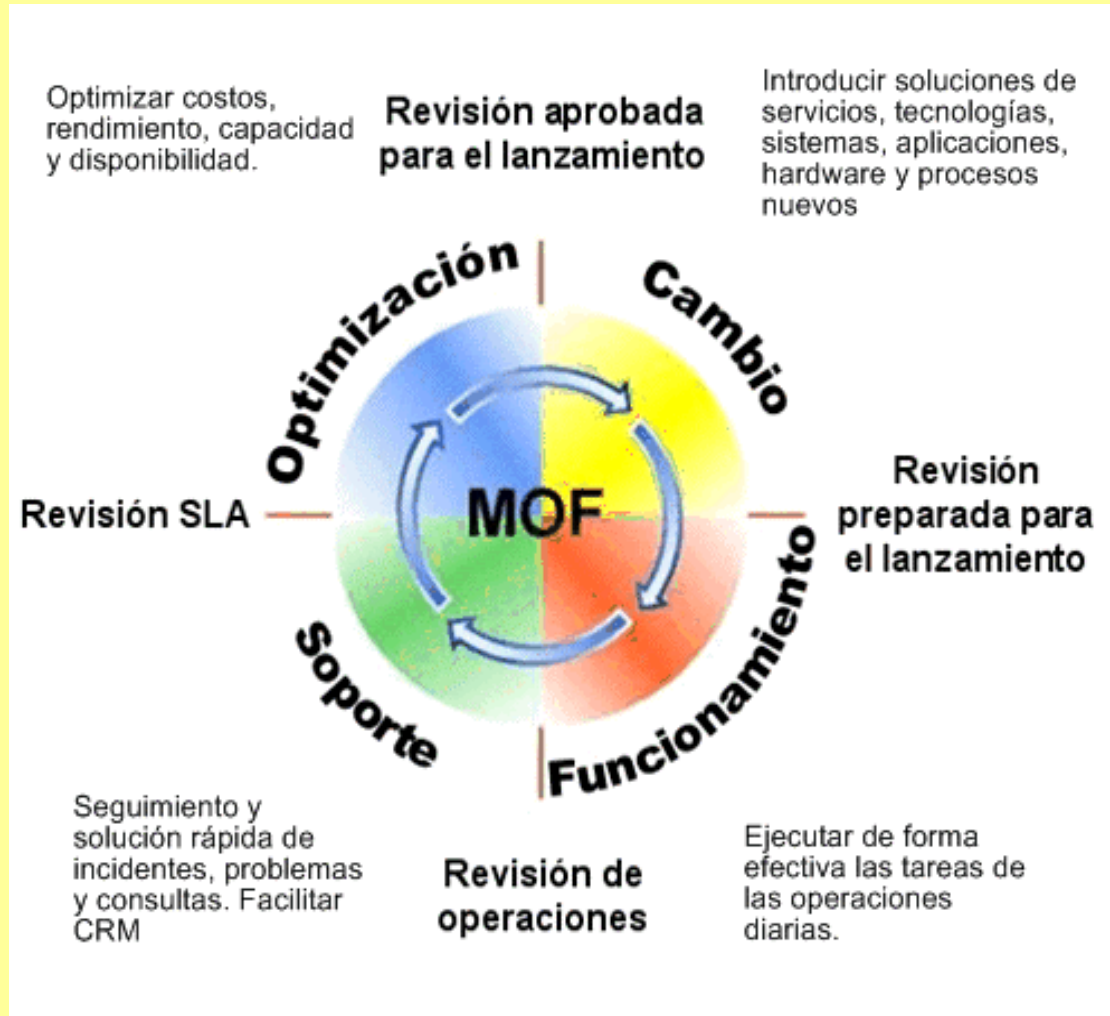 Optimizar costos,
rendimiento, capacidad
y disponibilidad.
Revisión aprobada
para el lanzamiento
Introducir soluciones de
servicios, tecnologías,
sistemas, aplicaciones,
hardware y procesos
nuevos
Optimización
Cambio
Revisión SLA
MOF
Revisión
preparada para
el lanzamiento
Soporte
Funcionamiento
Seguimiento y
solución rápida de
incidentes, problemas
y consultas. Facilitar
CRM
Revisión de
operaciones
Ejecutar de forma
efectiva las tareas de
las operaciones
diarias.